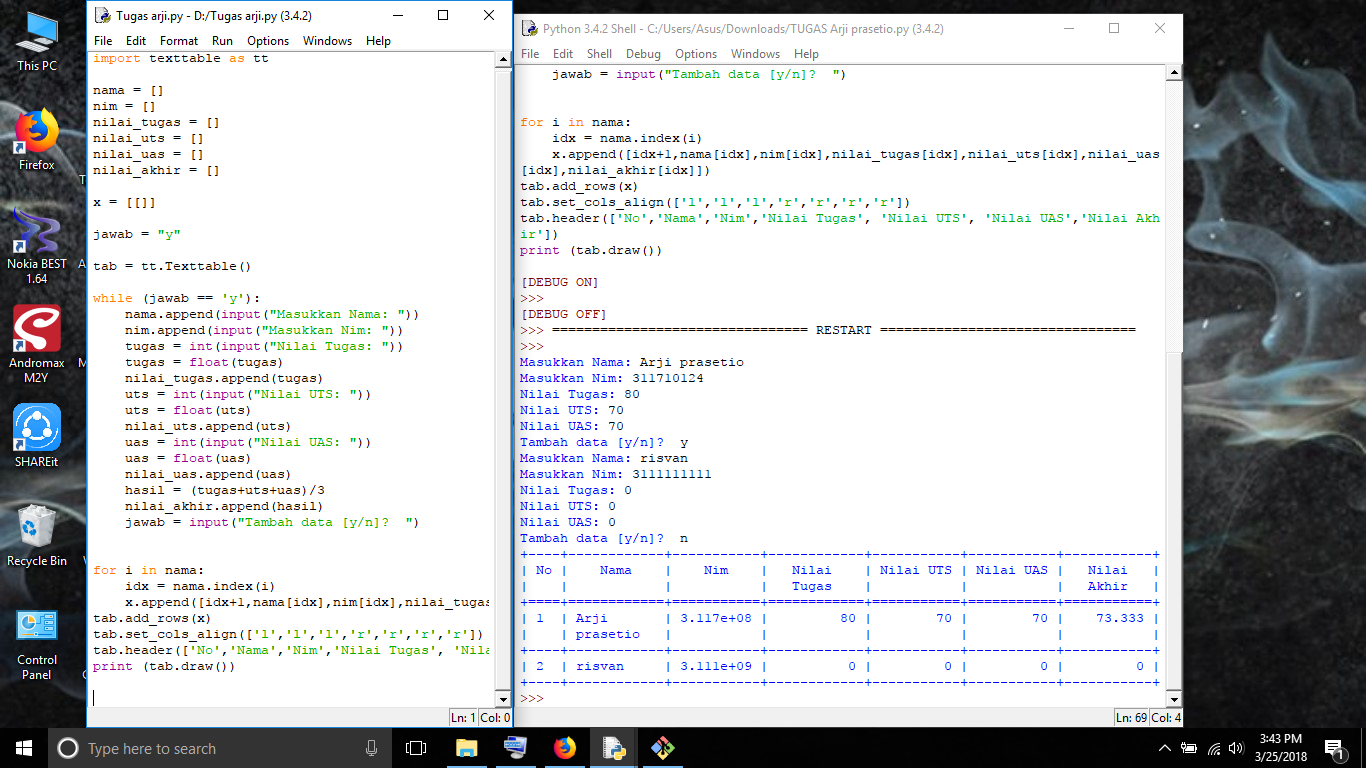 This PC
Firefox
Nokia BEST
1.64
Andromax
M2Y
SHAREit
Recycle Bin
Control
Panel
Tugas arji.py - D:/Tugas arji.py (3.4.2)
File Edit Format Run Options Windows Help
import texttable as tt
nama = []
nim = []
nilai_tugas = []
nilai_uts = []
nilai_uas = []
nilai_akhir = []
x = [[]]
jawab = "y"
tab = tt.Texttable()
while (jawab == 'y'):
    nama.append(input("Masukkan Nama: "))
    nim.append(input("Masukkan Nim: "))
    tugas = int(input("Nilai Tugas: "))
    tugas = float(tugas)
    nilai_tugas.append(tugas)
    uts = int(input("Nilai UTS: "))
    uts = float(uts)
    nilai_uts.append(uts)
    uas = int(input("Nilai UAS: "))
    uas = float(uas)
    nilai_uas.append(uas)
    hasil = (tugas+uts+uas)/3
    nilai_akhir.append(hasil)
    jawab = input("Tambah data [y/n]?  ")
for i in nama:
    idx = nama.index(i)
    x.append([idx+1,nama[idx],nim[idx],nilai_tugas
tab.add_rows(x)
tab.set_cols_align(['l','l','l','r','r','r','r'])
tab.header(['No','Nama','Nim','Nilai Tugas', 'Nila
print (tab.draw())
Ln: 1 Col: 0
Python 3.4.2 Shell - C:/Users/Asus/Downloads/TUGAS Arji prasetio.py (3.4.2)
File Edit Shell Debug Options Windows Help
    jawab = input("Tambah data [y/n]?  ")
for i in nama:
    idx = nama.index(i)
    x.append([idx+1,nama[idx],nim[idx],nilai_tugas[idx],nilai_uts[idx],nilai_uas
[idx],nilai_akhir[idx]])
tab.add_rows(x)
tab.set_cols_align(['l','l','l','r','r','r','r'])
tab.header(['No','Nama','Nim','Nilai Tugas', 'Nilai UTS', 'Nilai UAS','Nilai Akh
ir'])
print (tab.draw())
[DEBUG ON]
>>>
[DEBUG OFF]
>>> ================================ RESTART ================================
>>>
Masukkan Nama: Arji prasetio
Masukkan Nim: 311710124
Nilai Tugas: 80
Nilai UTS: 70
Nilai UAS: 70
Tambah data [y/n]?  y
Masukkan Nama: risvan
Masukkan Nim: 3111111111
Nilai Tugas: 0
Nilai UTS: 0
Nilai UAS: 0
Tambah data [y/n]?  n
+----+------------+-----------+------------+-----------+-----------+-----------+
| No |    Nama    |    Nim    |   Nilai    | Nilai UTS | Nilai UAS |   Nilai   |
|    |            |           |   Tugas    |           |           |   Akhir   |
+====+============+===========+============+===========+===========+===========+
| 1  | Arji       | 3.117e+08 |         80 |        70 |        70 |    73.333 |
|    | prasetio   |           |            |           |           |           |
+----+------------+-----------+------------+-----------+-----------+-----------+
| 2  | risvan     | 3.111e+09 |          0 |         0 |         0 |         0 |
+----+------------+-----------+------------+-----------+-----------+-----------+
>>>
Ln: 69 Col: 4
Type here to search
3:43 PM
3/25/2018
1